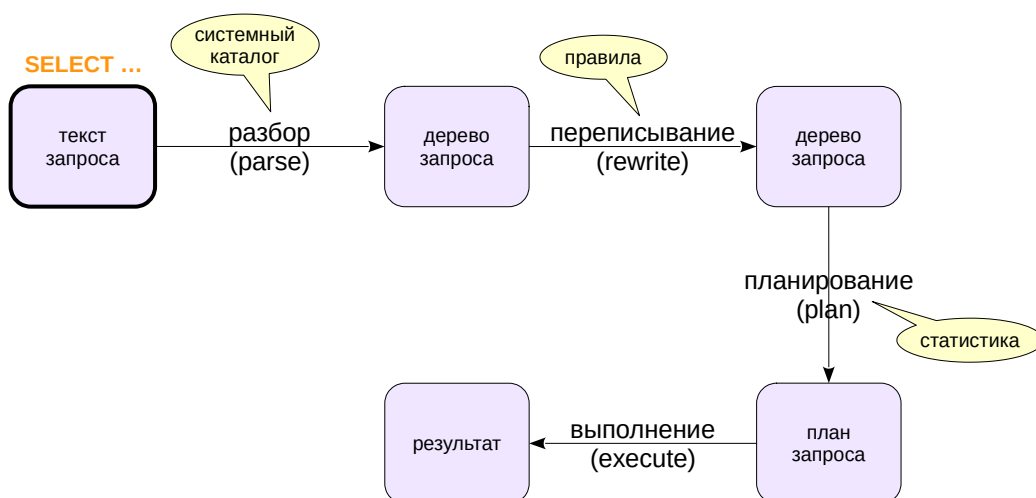 системный
каталог
правила
SELECT ...
текст
запроса
разбор
(parse)
дерево
запроса
переписывание
(rewrite)
дерево
запроса
планирование
(plan)
статистика
результат
выполнение
(execute)
план
запроса